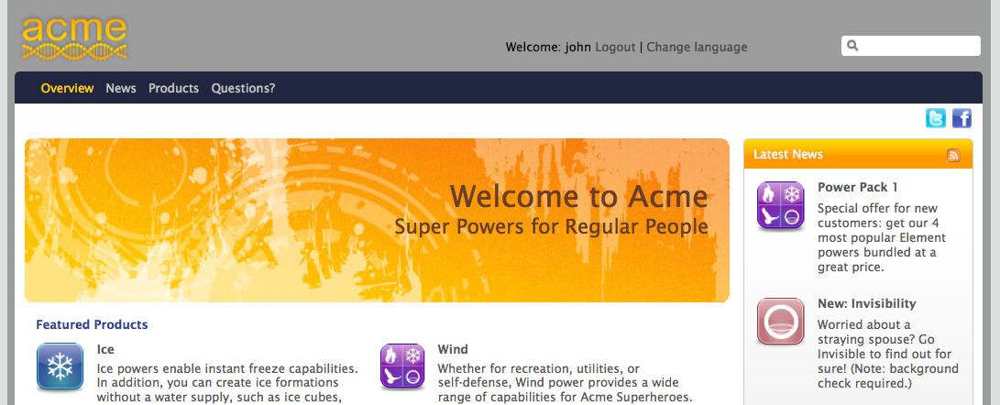 acme
Welcome: john Logout | Change language
Overview News Products Questions?
Welcome to Acme
Super Powers for Regular People
Featured Products
Ice
Ice powers enable instant freeze capabilities.
In addition, you can create ice formations
without a water supply, such as ice cubes,
Wind
Whether for recreation, utilities, or
self-defense, Wind power provides a wide
range of capabilities for Acme Superheroes.
Latest News
Power Pack 1
Special offer for new
customers: get our 4
most popular Element
powers bundled at a
great price.
New: Invisibility
Worried about a
straying spouse? Go
Invisible to find out for
sure! (Note: background
check required.)